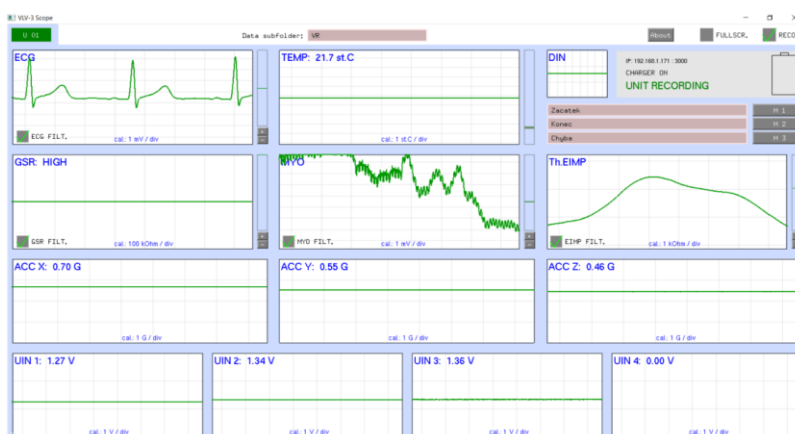 VLV-3 Scope
U 01
Data subfolder: VR
About
FULLSCR.
RECO
ECG
ECG FILT.
cal: 1 mV / div
TEMP: 21.7 st.C
cal: 1 st.C / div
DIN
IP: 192.168.1.171 : 3000
CHARGER ON
UNIT RECORDING
Zacatek
M 1
Konec
M 2
Chyba
M 3
GSR: HIGH
GSR FILT.
cal: 100 kOhm / div
MYO
MYO FILT.
cal: 1 mV / div
Th.EIMP
EIMP FILT.
cal: 1 kOhm / div
ACC X: 0.70 G
cal: 1 G / div
ACC Y: 0.55 G
cal: 1 G / div
ACC Z: 0.46 G
cal: 1 G / div
UIN 1: 1.27 V
cal: 1 V / div
UIN 2: 1.34 V
cal: 1 V / div
UIN 3: 1.36 V
cal: 1 V / div
UIN 4: 0.00 V
cal: 1 V / div